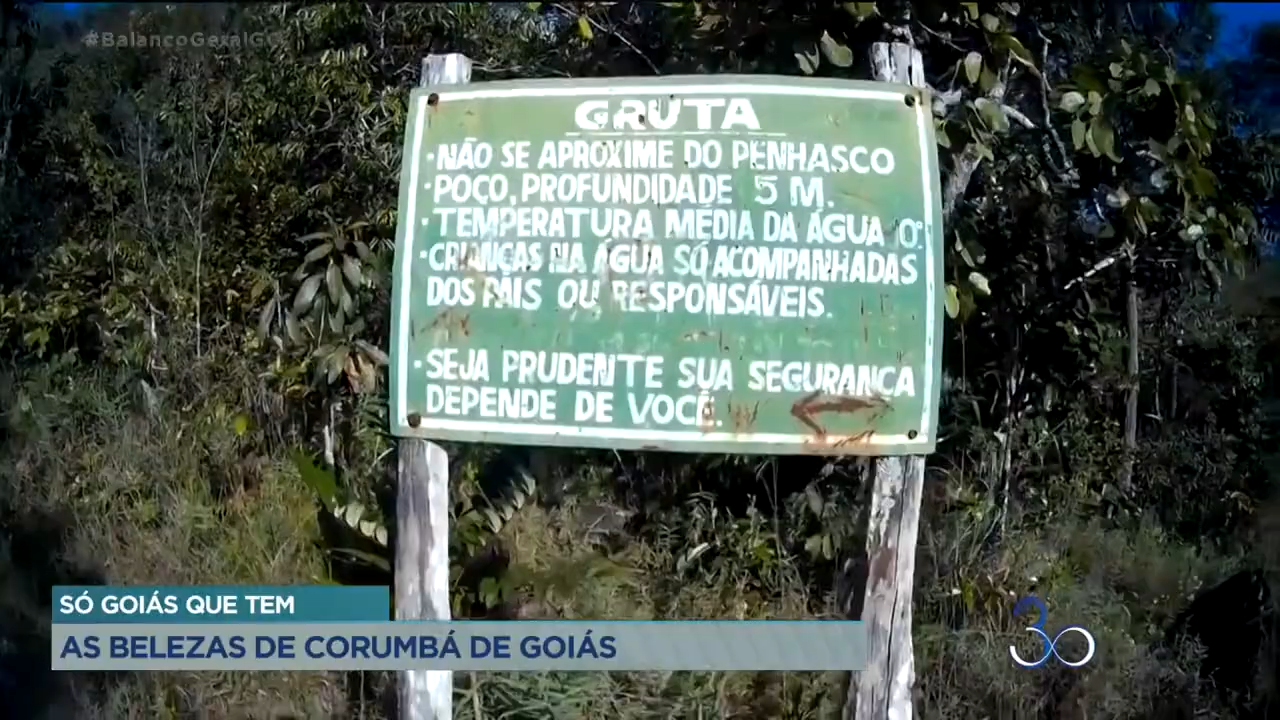 #BalancoGeralGO
GRUTA
·NÃO SE APROXIME DO PENHASCO
·POÇO, PROFUNDIDADE 5 M.
·TEMPERATURA MÉDIA DA ÁGUA 10°
·CRIANÇAS NA ÁGUA SÓ ACOMPANHADAS
DOS PAIS OU RESPONSÁVEIS.
·SEJA PRUDENTE SUA SEGURANÇA
DEPENDE DE VOCÊ.
SÓ GOIÁS QUE TEM
AS BELEZAS DE CORUMBÁ DE GOIÁS
30